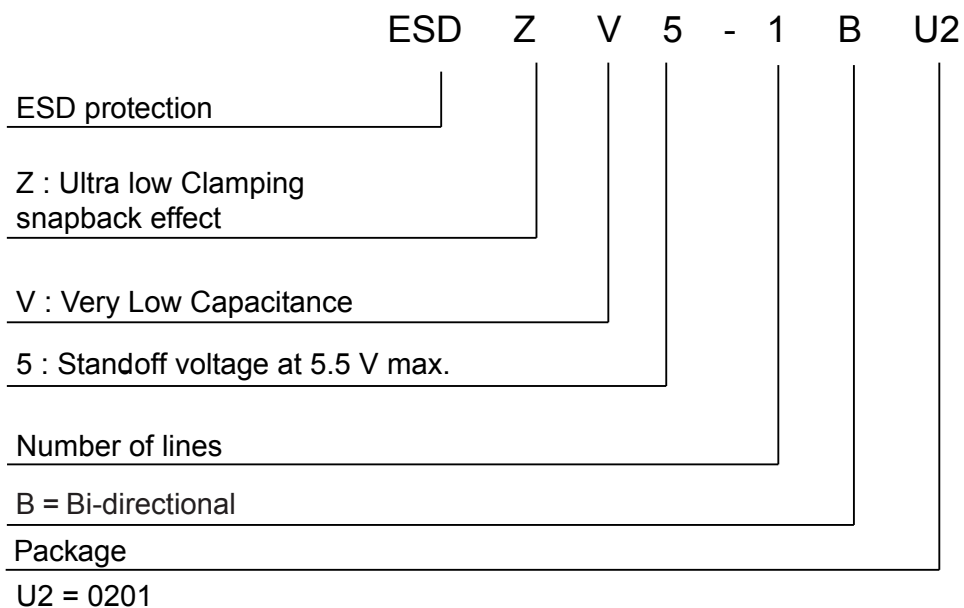 ESD Z V 5 - 1 B U2
ESD protection
Z : Ultra low Clamping
snapback effect
V : Very Low Capacitance
5 : Standoff voltage at 5.5 V max.
Number of lines
B = Bi-directional
Package
U2 = 0201